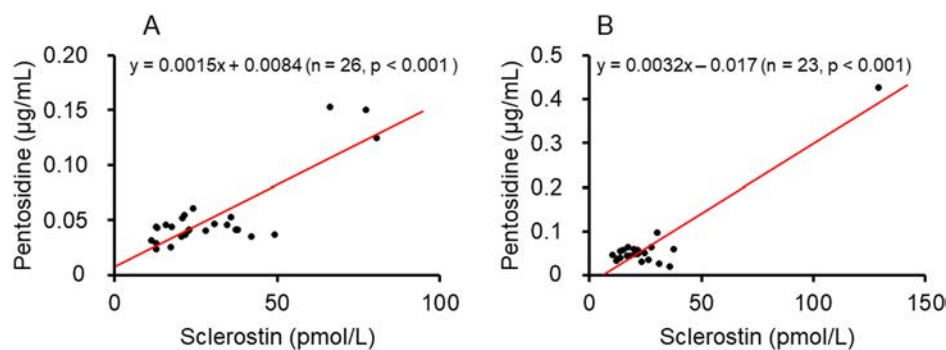 A
0.20
y = 0.0015x + 0.0084 (n = 26, p < 0.001 )
0.15
0.10
0.05
0
0
50
100
Pentosidine (µg/mL)
Sclerostin (pmol/L)
B
0.5
y = 0.0032x – 0.017 (n = 23, p < 0.001)
0.4
0.3
0.2
0.1
0
0
50
100
150
Pentosidine (µg/mL)
Sclerostin (pmol/L)